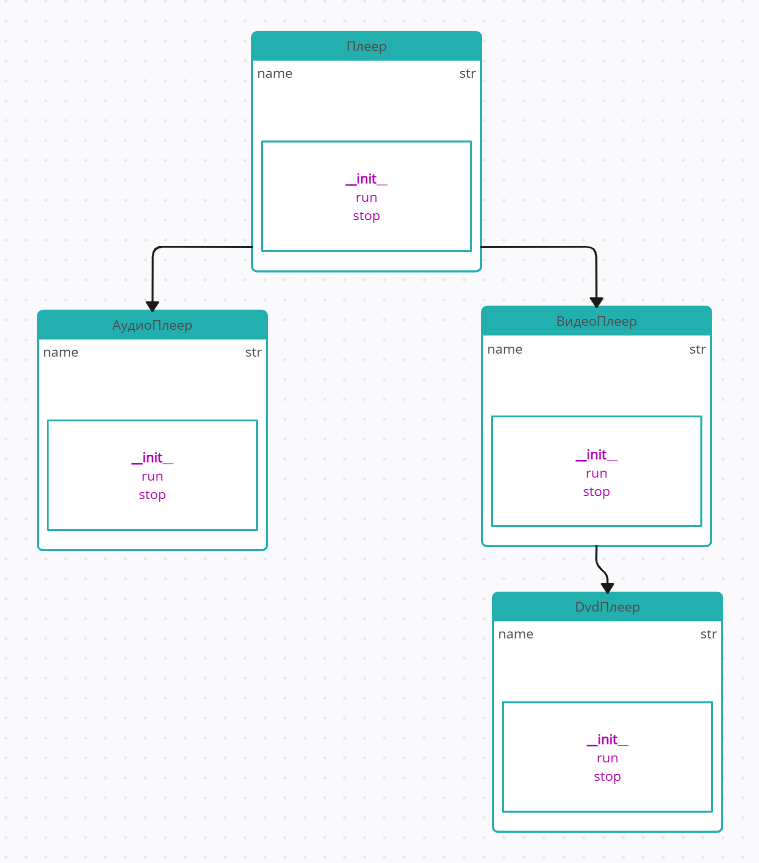 Плеер
name str
__init__
run
stop
АудиоПлеер
name str
__init__
run
stop
ВидеоПлеер
name str
__init__
run
stop
DvdПлеер
name str
__init__
run
stop